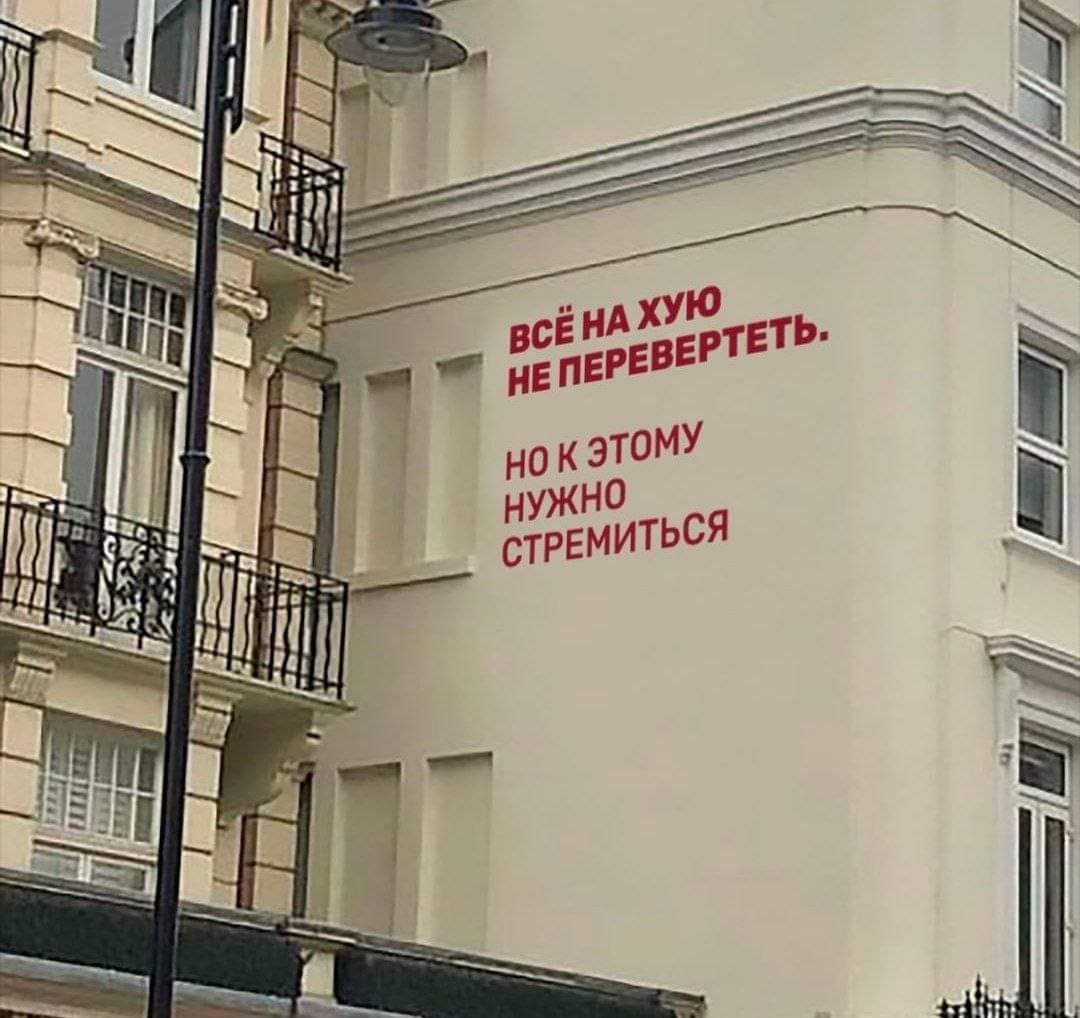 ВСЁ НА ХУЮ
НЕ ПЕРЕВЕРТЕТЬ.
НО К ЭТОМУ
НУЖНО
СТРЕМИТЬСЯ